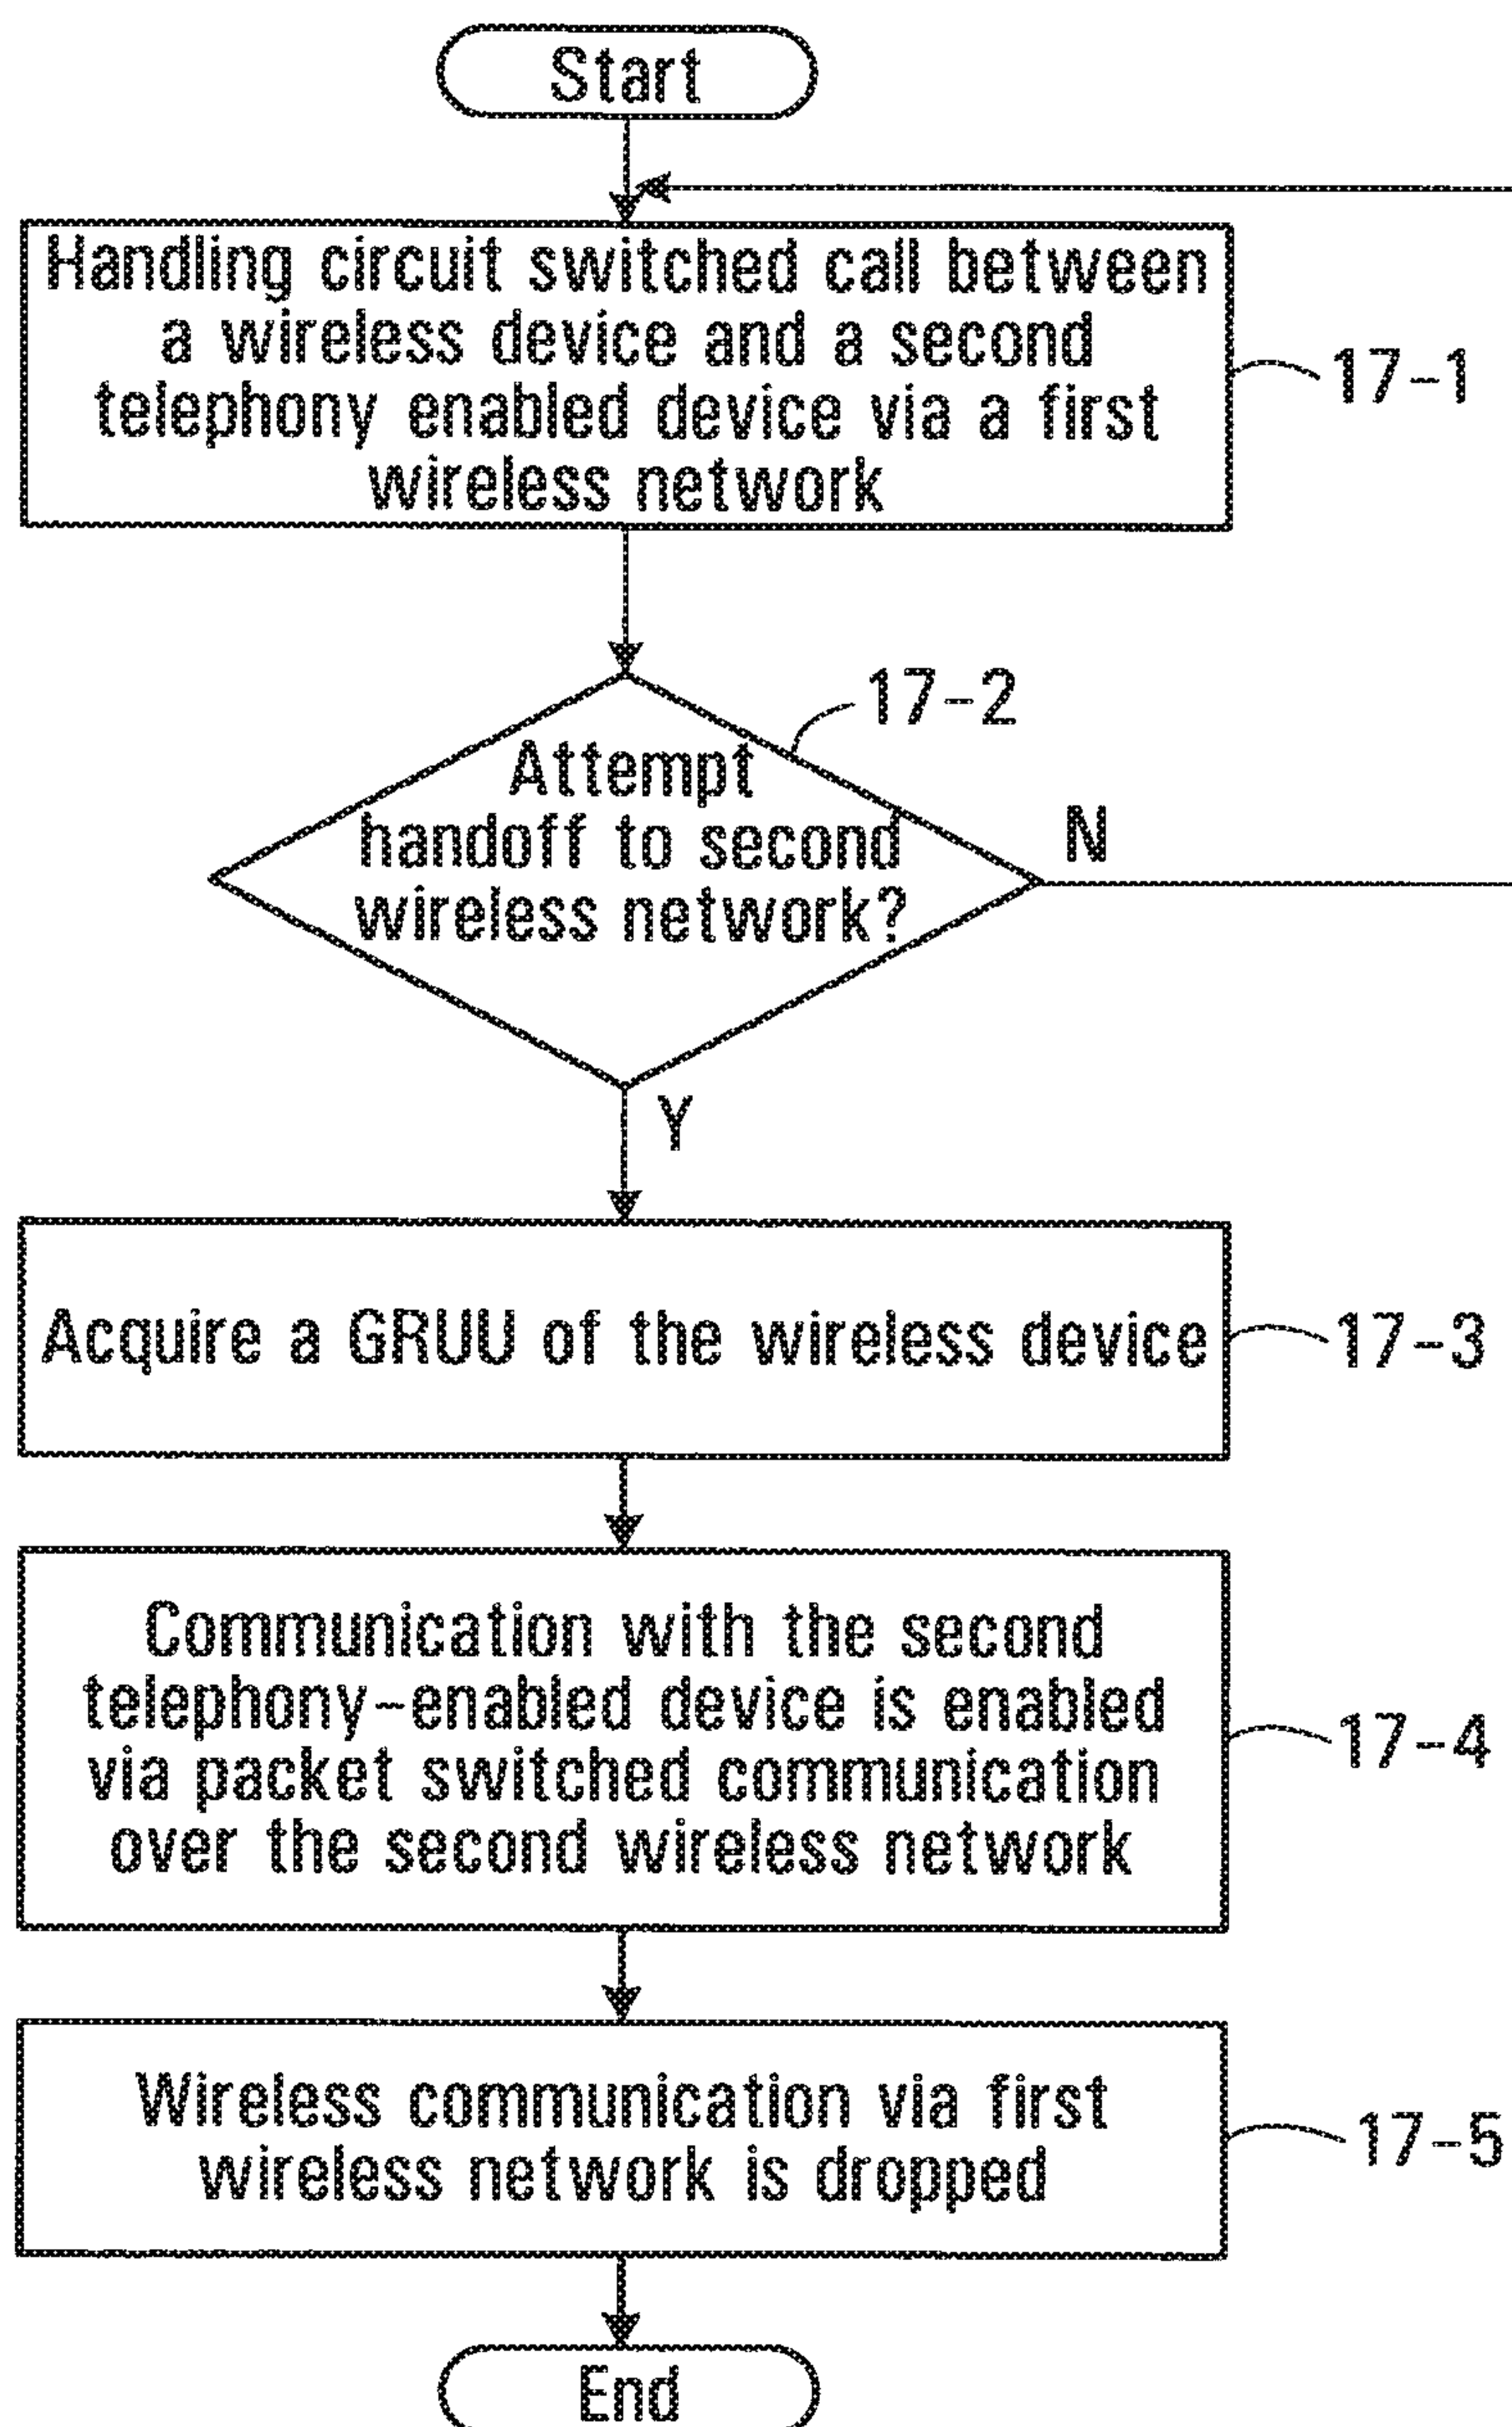 Start
Handling circuit switched call between
a wireless device and a second
telephony enabled device via a first
wireless network
17-1
17-2
Attempt
handoff to second
wireless network?
N
Y
Acquire a GRUU of the wireless device
17-3
Communication with the second
telephony-enabled device is enabled
via packet switched communication
over the second wireless network
17-4
Wireless communication via first
wireless network is dropped
17-5
End